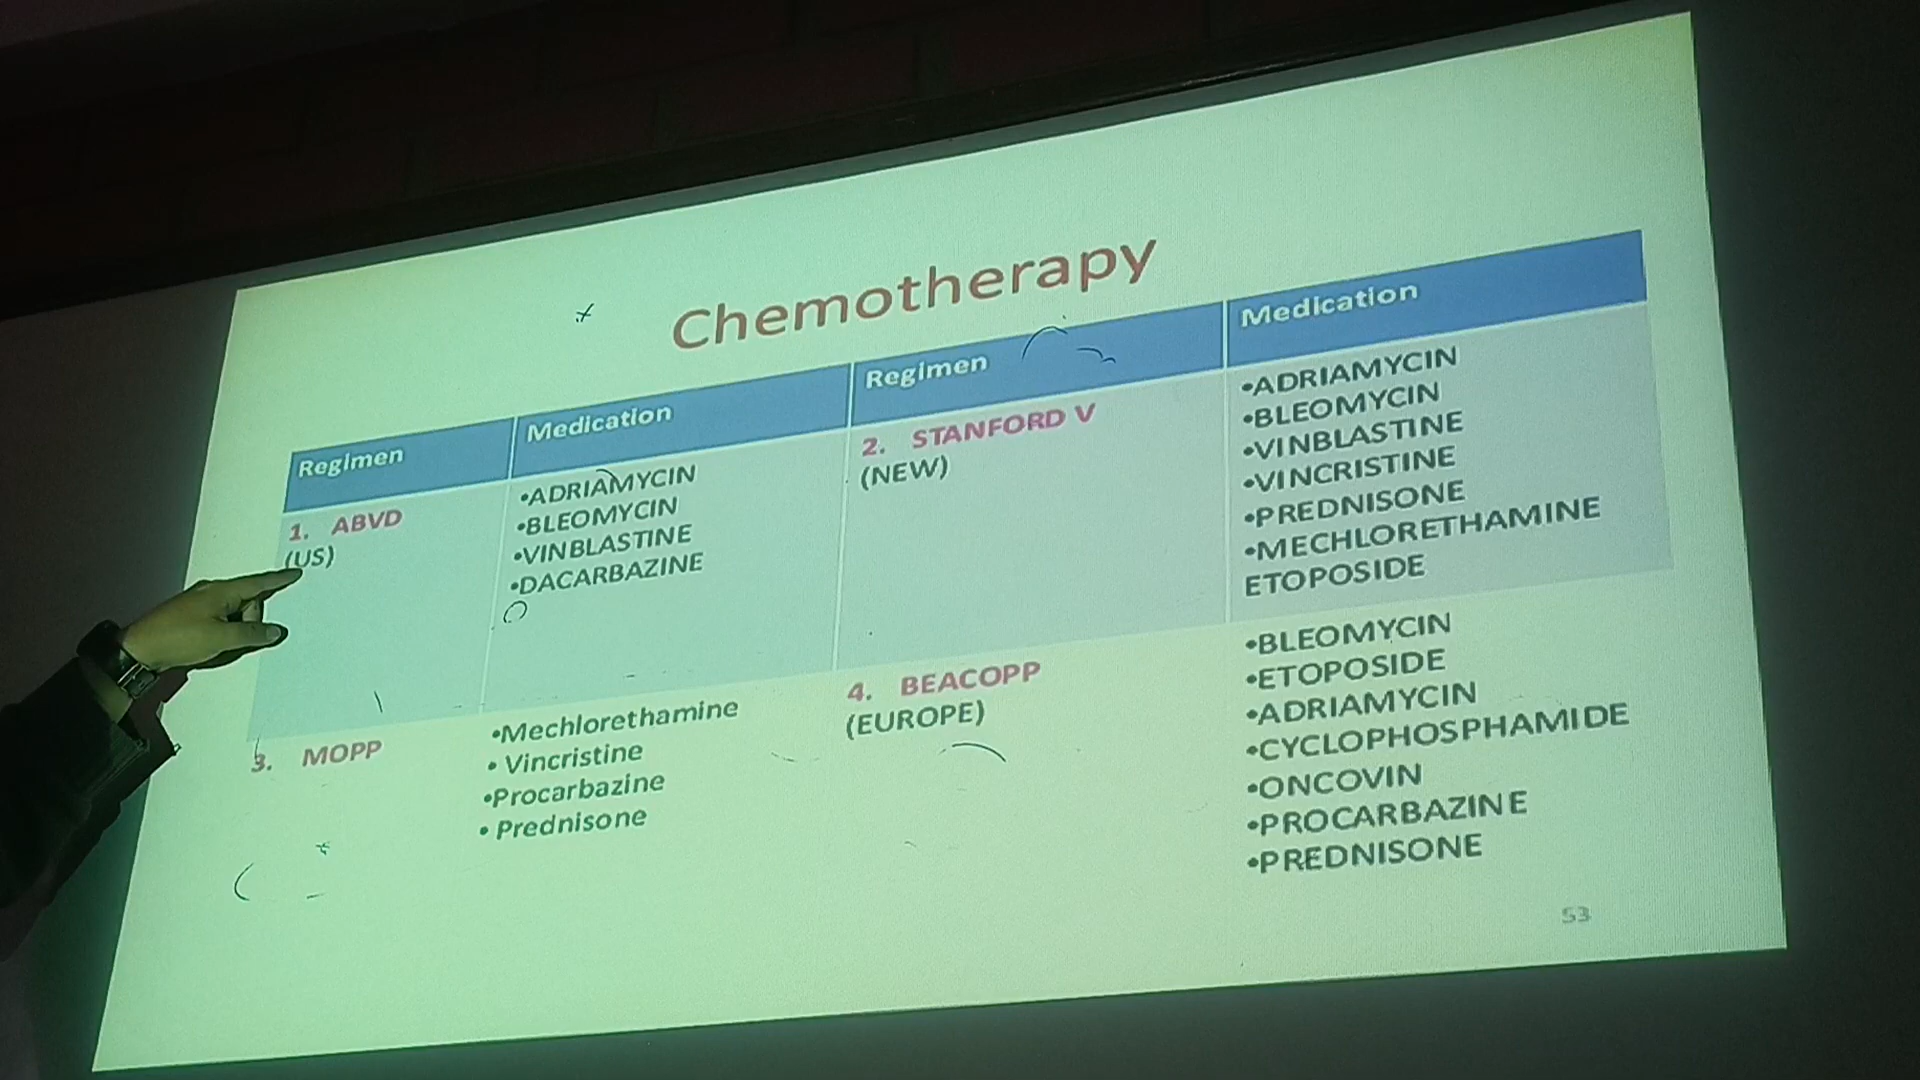 Chemotherapy
Regimen
Medication
Regimen
Medication
1. ABVD
(US)
•ADRIAMYCIN
•BLEOMYCIN
•VINBLASTINE
•DACARBAZINE
2. STANFORD V
(NEW)
•ADRIAMYCIN
•BLEOMYCIN
•VINBLASTINE
•VINCRISTINE
•PREDNISONE
•MECHLORETHAMINE
ETOPOSIDE
3. MOPP
•Mechlorethamine
• Vincristine
•Procarbazine
• Prednisone
4. BEACOPP
(EUROPE)
•BLEOMYCIN
•ETOPOSIDE
•ADRIAMYCIN
•CYCLOPHOSPHAMIDE
•ONCOVIN
•PROCARBAZINE
•PREDNISONE
53